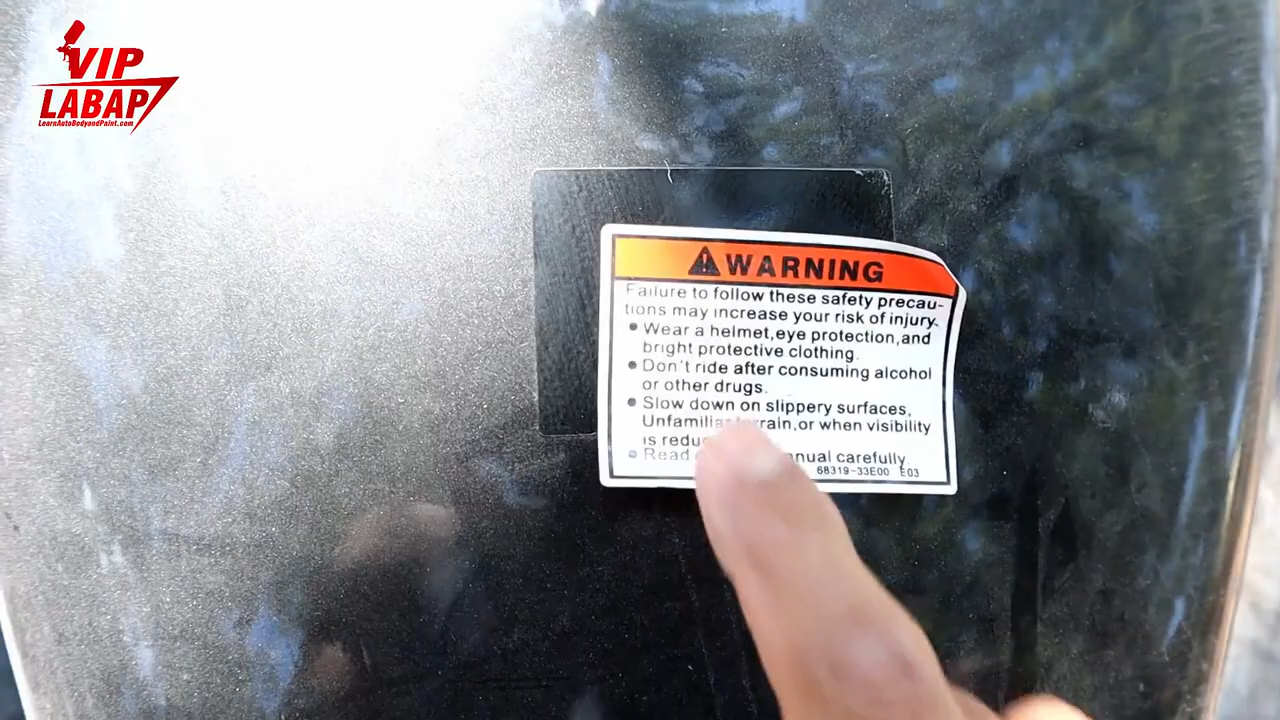 VIP
LABAP
LearnAutoBodyandPaint.com
WARNING
Failure to follow these safety precau-
tions may increase your risk of injury.
• Wear a helmet,eye protection,and
bright protective clothing.
• Don't ride after consuming alcohol
or other drugs.
• Slow down on slippery surfaces,
Unfamiliar terrain,or when visibility
is
• Read carefully.
68319-33E00 E03